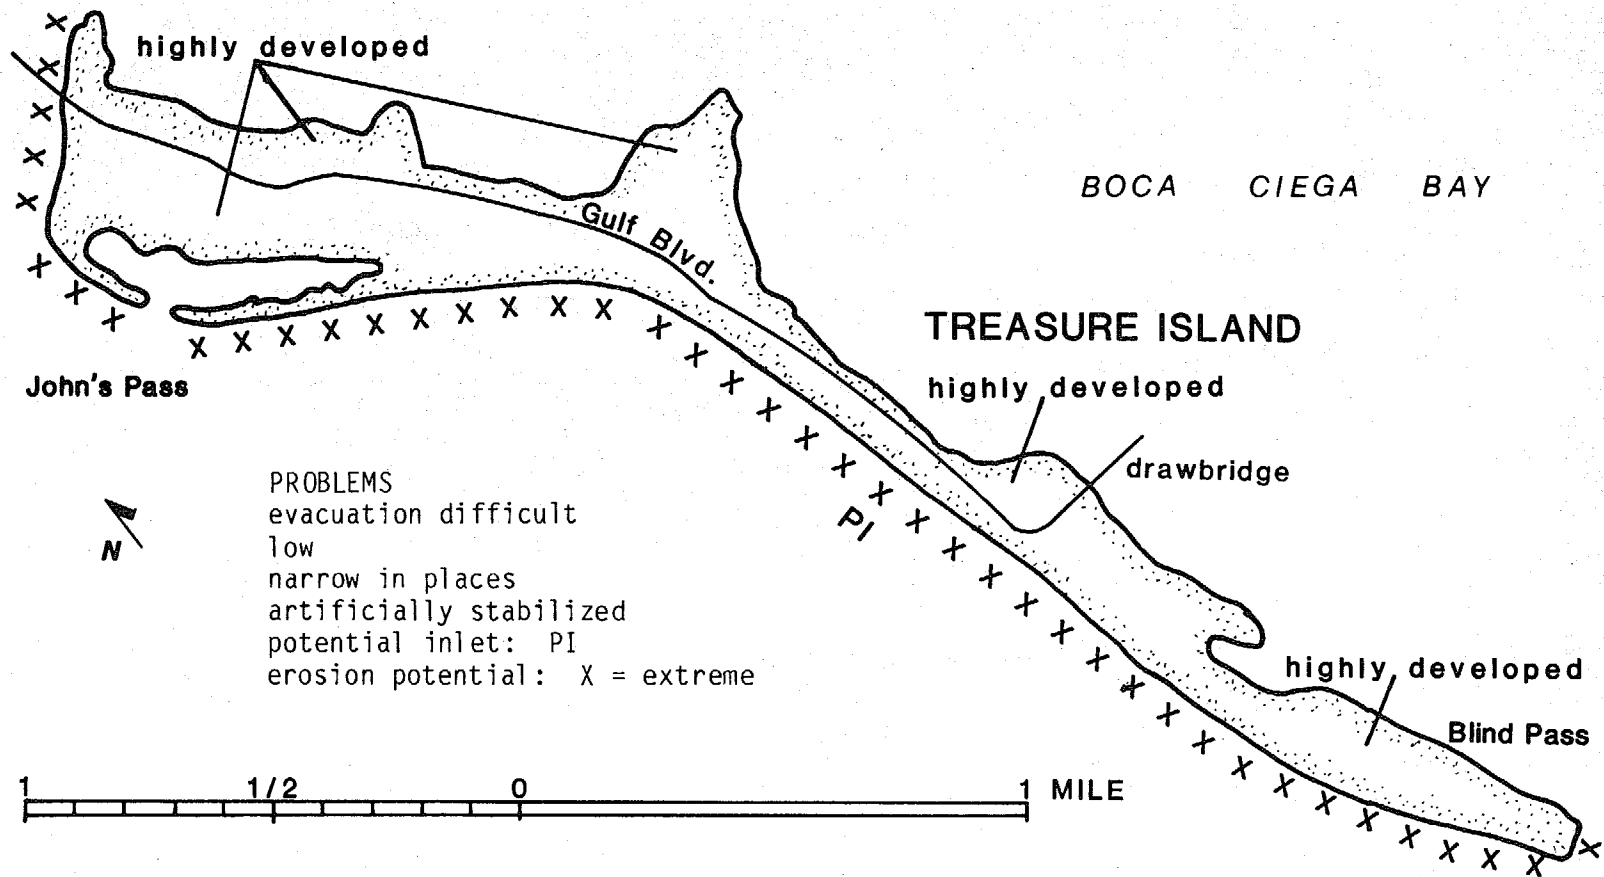 highly developed
BOCA CIEGA BAY
Gulf Blvd.
TREASURE ISLAND
highly developed
drawbridge
John's Pass
PROBLEMS
evacuation difficult
low
narrow in places
artificially stabilized
potential inlet: PI
erosion potential: X = extreme
N
PI
highly developed
Blind Pass
1 1/2 0 1 MILE